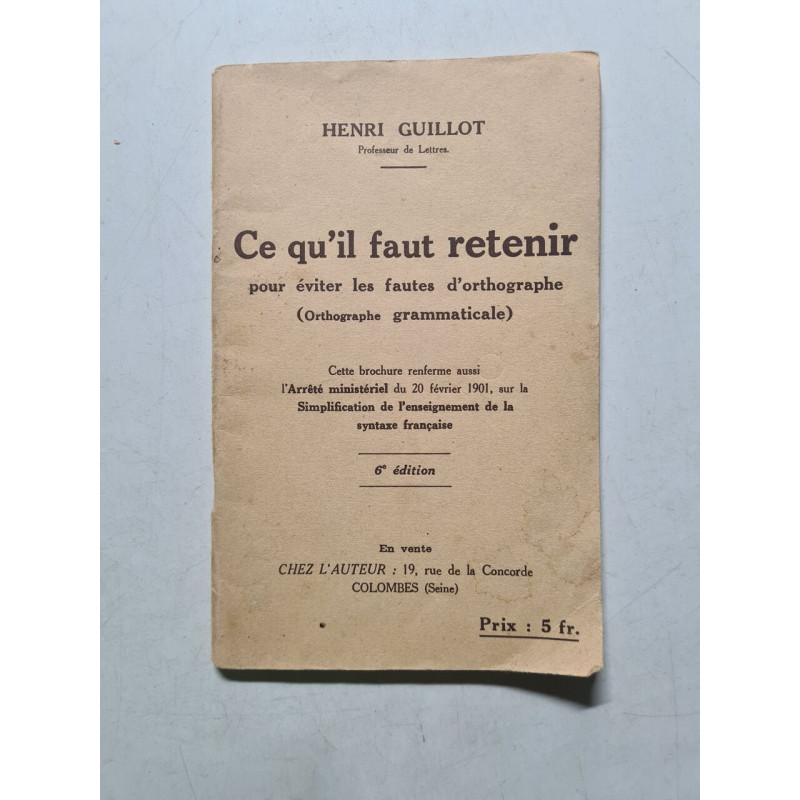 HENRI GUILLOT
Professeur de Lettres.
Ce qu'il faut retenir
pour éviter les fautes d'orthographe
(Orthographe grammaticale)
Cette brochure renferme aussi
l'Arrêté ministériel du 20 février 1901, sur la
Simplification de l'enseignement de la
syntaxe française
6e édition
En vente
CHEZ L'AUTEUR : 19, rue de la Concorde
COLOMBES (Seine)
Prix : 5 fr.